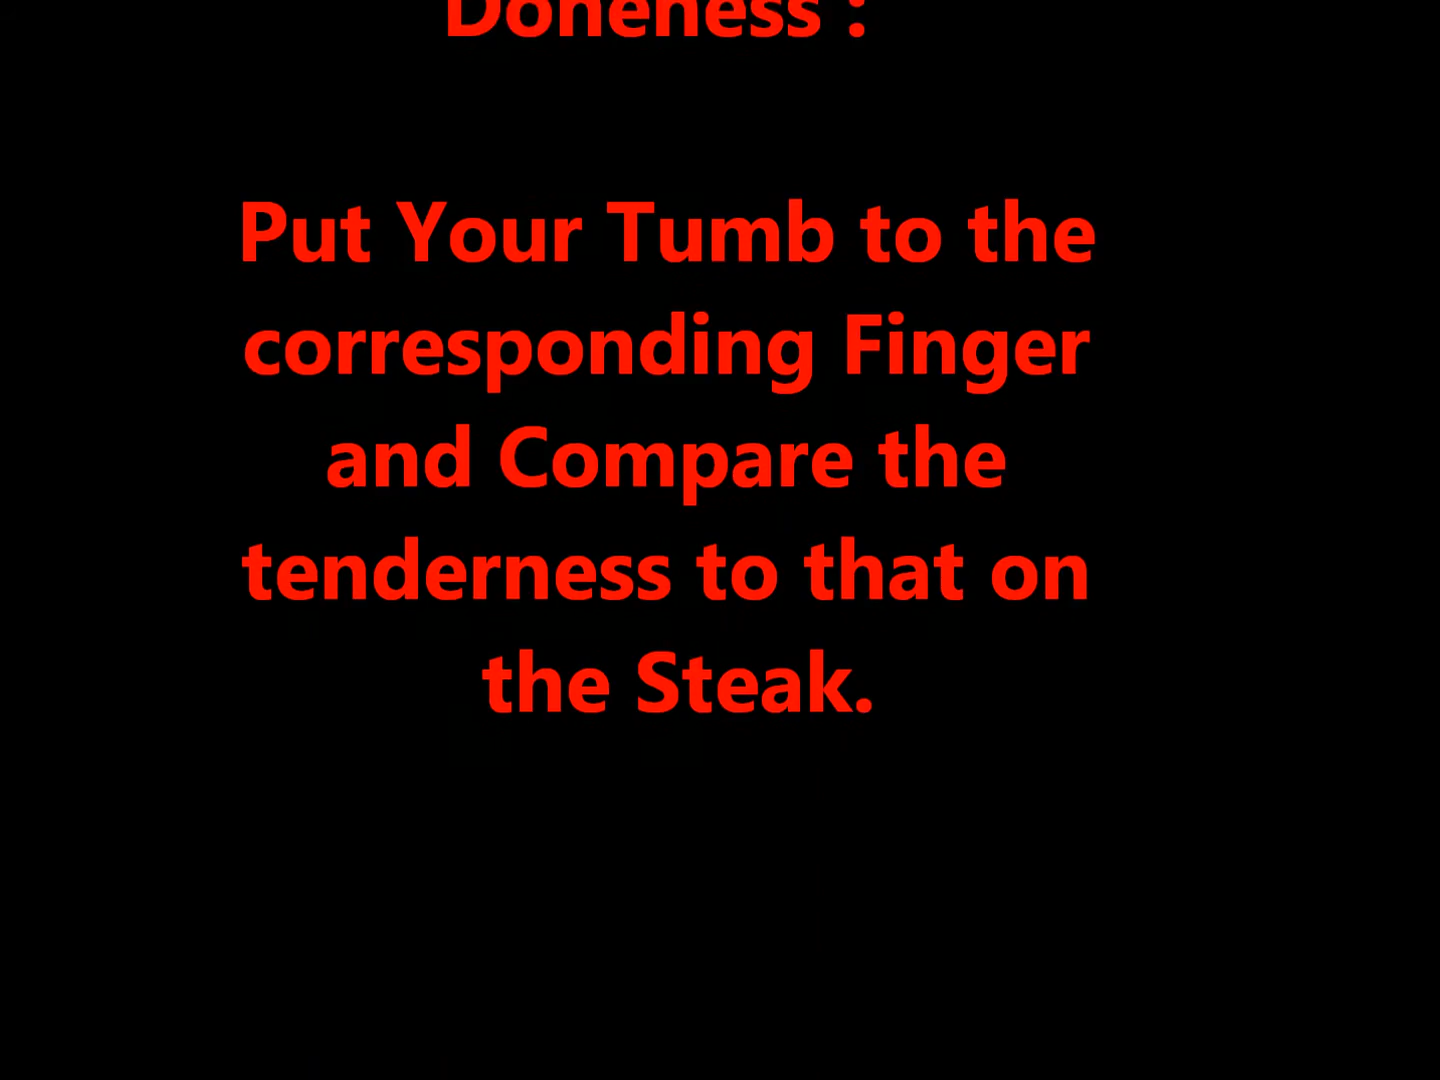 Doneness :
Put Your Tumb to the
corresponding Finger
and Compare the
tenderness to that on
the Steak.